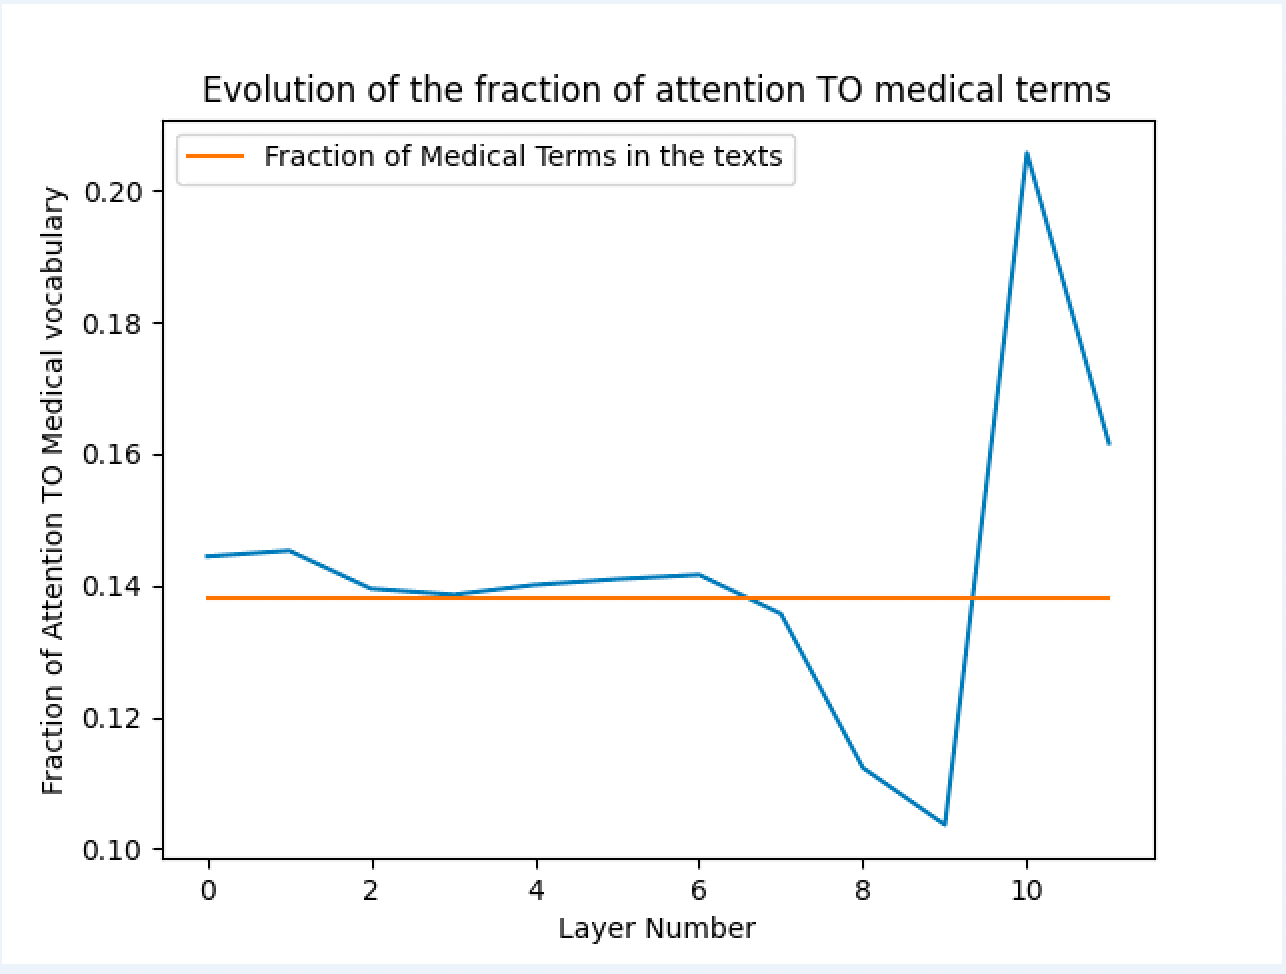 Evolution of the fraction of attention TO medical terms
Fraction of Medical Terms in the texts
Fraction of Attention TO Medical vocabulary
0.20
0.18
0.16
0.14
0.12
0.10
0 2 4 6 8 10
Layer Number